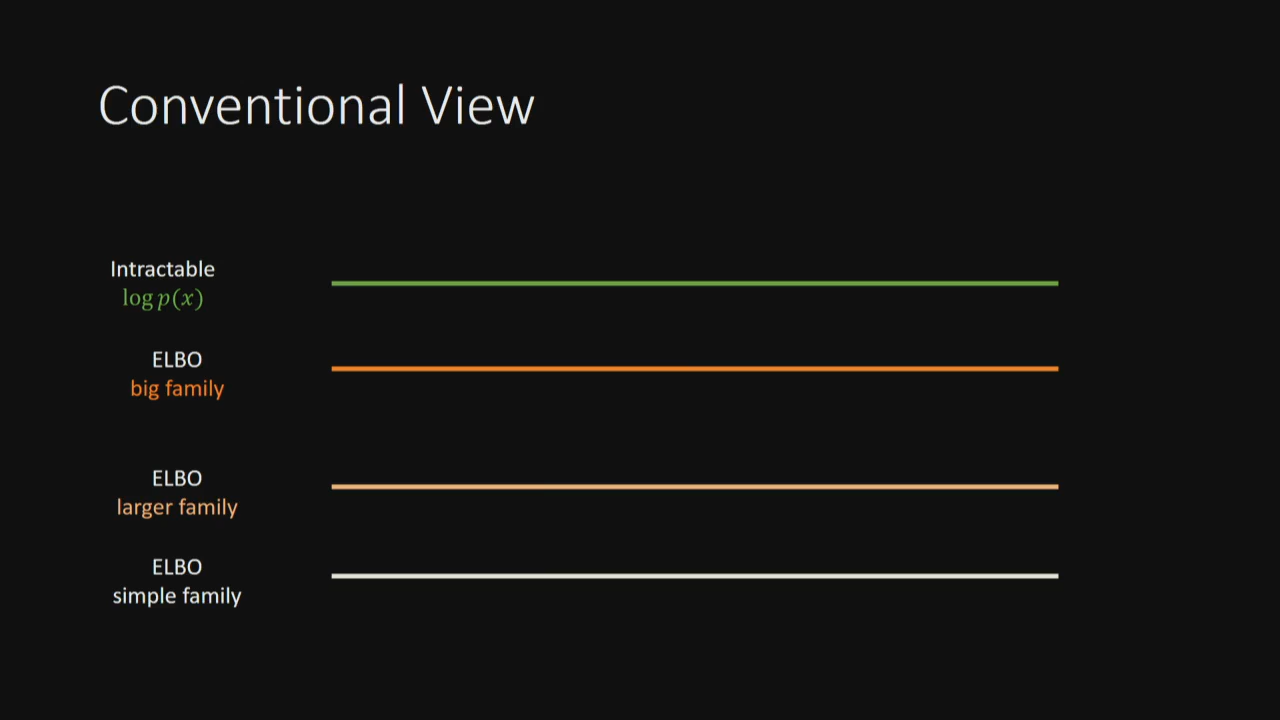 Conventional View
Intractable
log p(x)
ELBO
big family
ELBO
larger family
ELBO
simple family